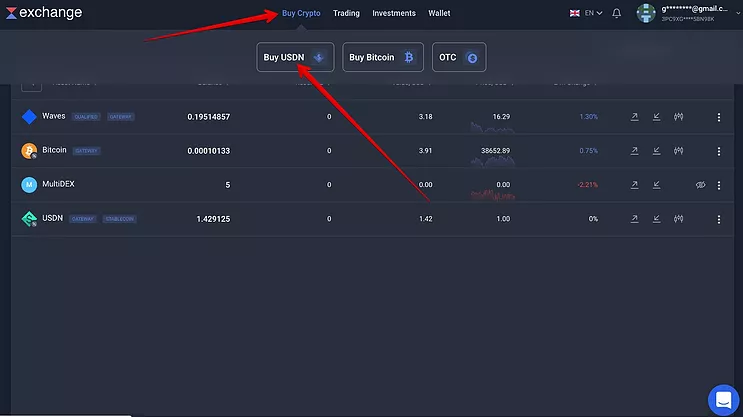 exchange
Buy Crypto Trading Investments Wallet
EN
g********@gmail.c...
Buy USDN Buy Bitcoin OTC
Waves QUALIFIED GATEWAY 0.19514857 0 3.18 16.29 1.30%
Bitcoin GATEWAY 0.00010133 0 3.91 38652.89 0.75%
M MultiDEX 5 0 0.00 0.00 -2.21%
USDN GATEWAY STABLECOIN 1.429125 0 1.42 1.00 0%